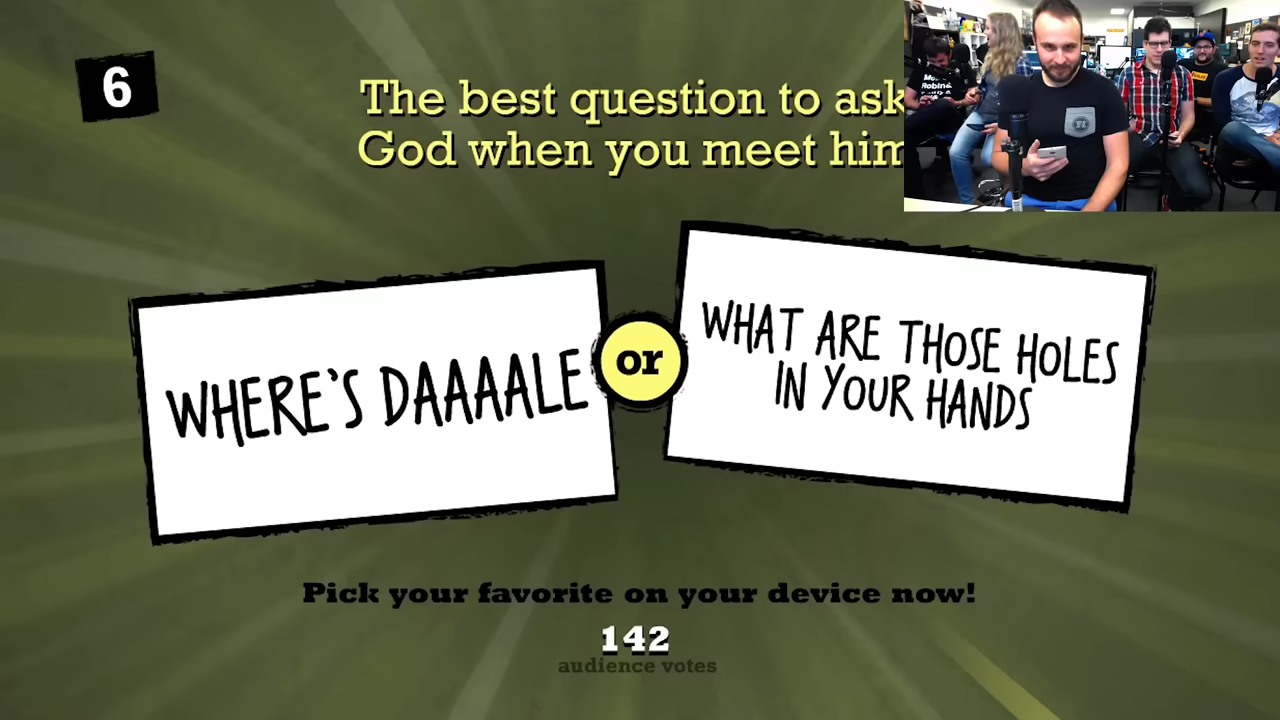 6
The best question to ask
God when you meet him
WHERE'S DAAAALE
or
WHAT ARE THOSE HOLES
IN YOUR HANDS
Pick your favorite on your device now!
142
audience votes